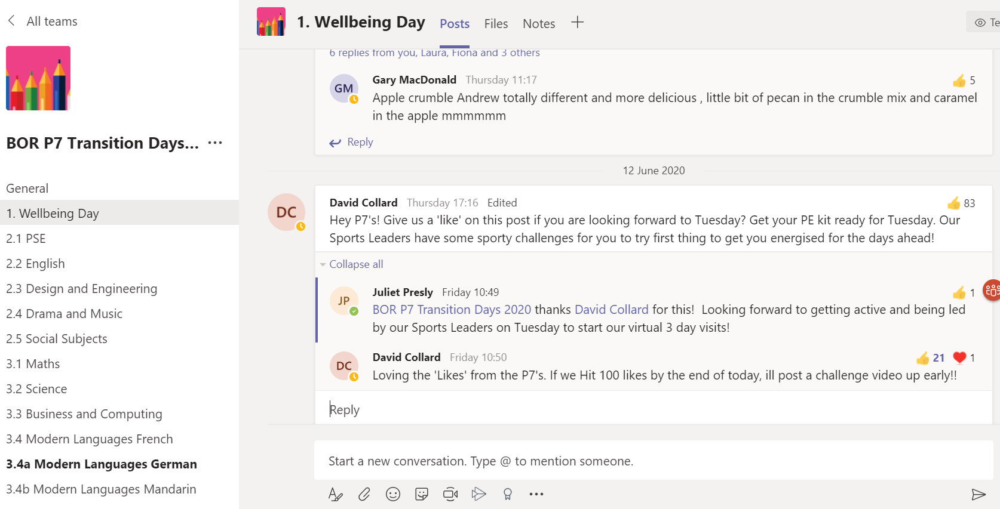 All teams
BOR P7 Transition Days...
General
1. Wellbeing Day
2.1 PSE
2.2 English
2.3 Design and Engineering
2.4 Drama and Music
2.5 Social Subjects
3.1 Maths
3.2 Science
3.3 Business and Computing
3.4 Modern Languages French
3.4a Modern Languages German
3.4b Modern Languages Mandarin
1. Wellbeing Day Posts Files Notes
6 replies from you, Laura, Fiona and 3 others
GM
Gary MacDonald Thursday 11:17 5
Apple crumble Andrew totally different and more delicious , little bit of pecan in the crumble mix and caramel
in the apple mmmmmm
Reply
12 June 2020
DC
David Collard Thursday 17:16 Edited 83
Hey P7's! Give us a 'like' on this post if you are looking forward to Tuesday? Get your PE kit ready for Tuesday. Our
Sports Leaders have some sporty challenges for you to try first thing to get you energised for the days ahead!
Collapse all
JP
Juliet Presly Friday 10:49 1
BOR P7 Transition Days 2020 thanks David Collard for this! Looking forward to getting active and being led
by our Sports Leaders on Tuesday to start our virtual 3 day visits!
DC
David Collard Friday 10:50 21 1
Loving the 'Likes' from the P7's. If we Hit 100 likes by the end of today, ill post a challenge video up early!!
Reply
Start a new conversation. Type @ to mention someone.